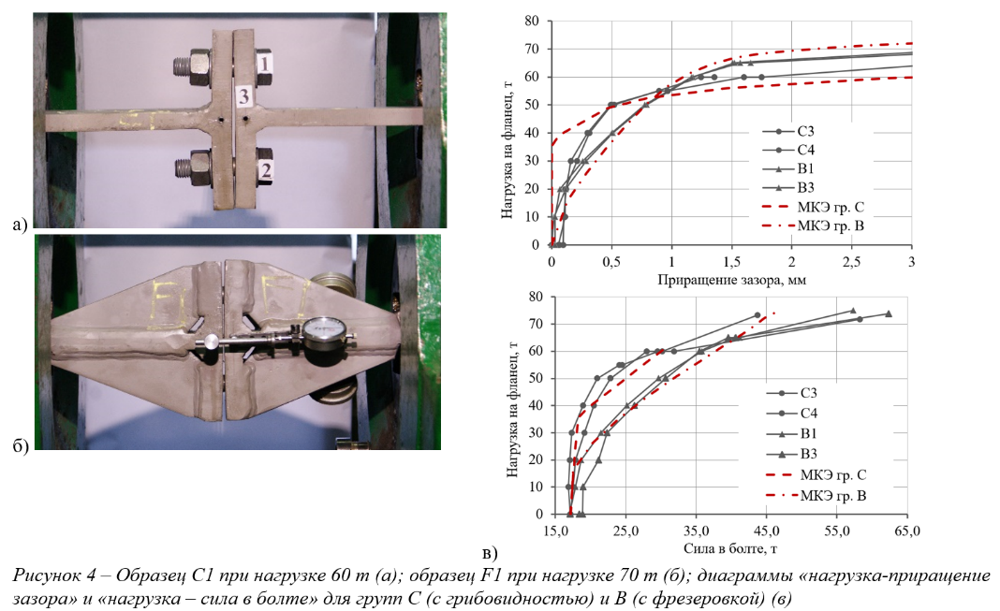 а)
1
3
2
C1
б)
F1
F1
80
70
60
50
40
30
20
10
0
Нагрузка на фланец, т
С3
С4
В1
В3
МКЭ гр. С
МКЭ гр. В
0
0,5
1
1,5
2
2,5
3
Приращение зазора, мм
80
70
60
50
40
30
20
10
0
Нагрузка на фланец, т
С3
С4
В1
В3
МКЭ гр. С
МКЭ гр. В
15,0
25,0
35,0
45,0
55,0
65,0
Сила в болте, т
в)
Рисунок 4 – Образец С1 при нагрузке 60 т (а); образец F1 при нагрузке 70 т (б); диаграммы «нагрузка-приращение
зазора» и «нагрузка – сила в болте» для групп С (с грибовидностью) и В (с фрезеровкой) (в)